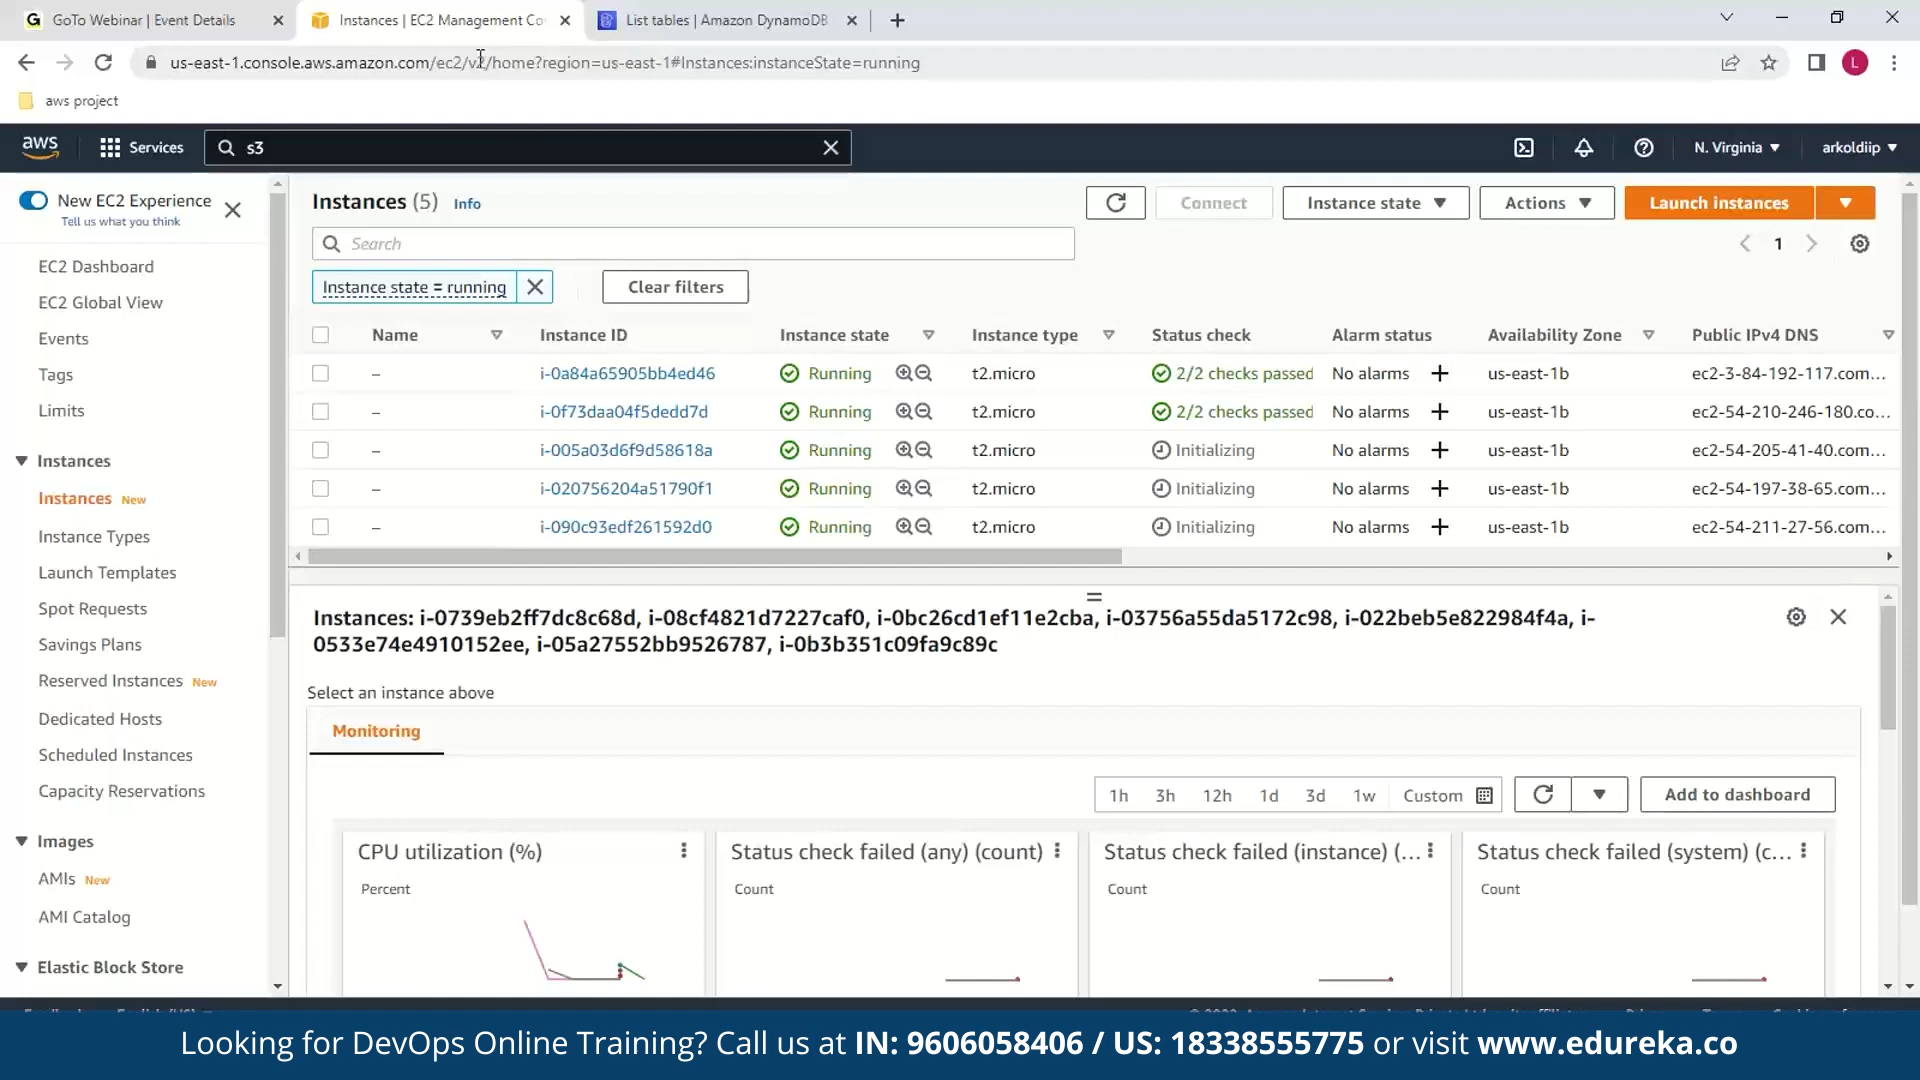 GoTo Webinar | Event Details
Instances | EC2 Management Co
List tables | Amazon DynamoDB
us-east-1.console.aws.amazon.com/ec2/v2/home?region=us-east-1#Instances:instanceState=running
L
aws project
aws
Services
s3
N. Virginia
arkoldiip
New EC2 Experience
Tell us what you think
EC2 Dashboard
EC2 Global View
Events
Tags
Limits
Instances
Instances New
Instance Types
Launch Templates
Spot Requests
Savings Plans
Reserved Instances New
Dedicated Hosts
Scheduled Instances
Capacity Reservations
Images
AMIs New
AMI Catalog
Elastic Block Store
Instances (5) Info
Connect
Instance state
Actions
Launch instances
Search
1
Instance state = running
Clear filters
Name Instance ID Instance state Instance type Status check Alarm status Availability Zone Public IPv4 DNS
– i-0a84a65905bb4ed46 Running t2.micro 2/2 checks passed No alarms + us-east-1b ec2-3-84-192-117.com...
– i-0f73daa04f5dedd7d Running t2.micro 2/2 checks passed No alarms + us-east-1b ec2-54-210-246-180.co...
– i-005a03d6f9d58618a Running t2.micro Initializing No alarms + us-east-1b ec2-54-205-41-40.com...
– i-020756204a51790f1 Running t2.micro Initializing No alarms + us-east-1b ec2-54-197-38-65.com...
– i-090c93edf261592d0 Running t2.micro Initializing No alarms + us-east-1b ec2-54-211-27-56.com...
Instances: i-0739eb2ff7dc8c68d, i-08cf4821d7227caf0, i-0bc26cd1ef11e2cba, i-03756a55da5172c98, i-022beb5e822984f4a, i-
0533e74e4910152ee, i-05a27552bb9526787, i-0b3b351c09fa9c89c
Select an instance above
Monitoring
1h 3h 12h 1d 3d 1w Custom
Add to dashboard
CPU utilization (%)
Percent
Status check failed (any) (count)
Count
Status check failed (instance) (...
Count
Status check failed (system) (c...
Count
Looking for DevOps Online Training? Call us at IN: 9606058406 / US: 18338555775 or visit www.edureka.co